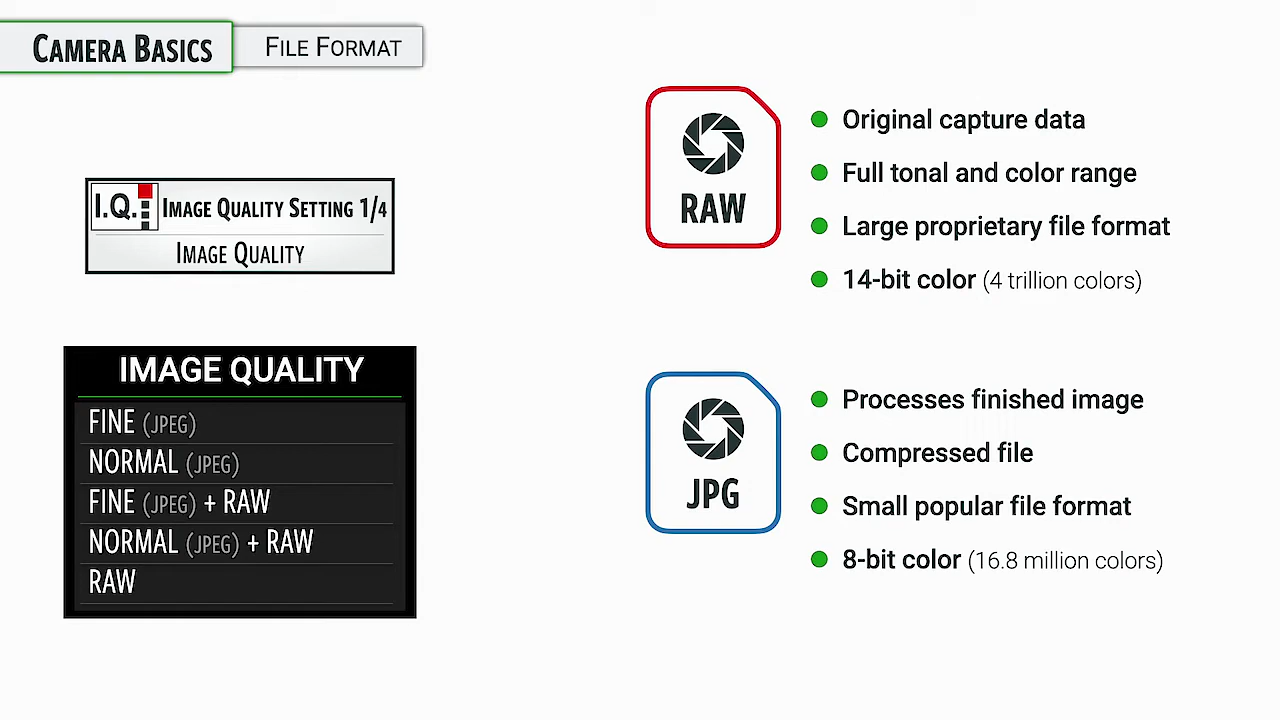 CAMERA BASICS
FILE FORMAT
I.Q. IMAGE QUALITY SETTING 1/4
IMAGE QUALITY
IMAGE QUALITY
FINE (JPEG)
NORMAL (JPEG)
FINE (JPEG) + RAW
NORMAL (JPEG) + RAW
RAW
RAW
Original capture data
Full tonal and color range
Large proprietary file format
14-bit color (4 trillion colors)
JPG
Processes finished image
Compressed file
Small popular file format
8-bit color (16.8 million colors)